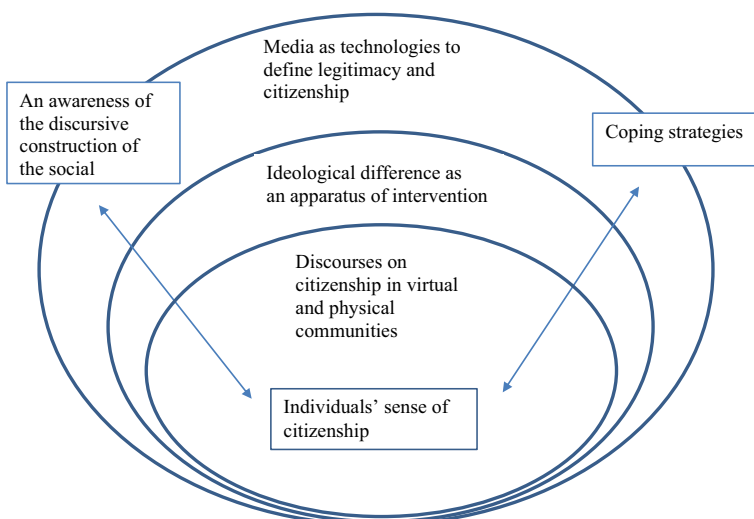 Media as technologies to
define legitimacy and
citizenship
An awareness of
the discursive
construction of
the social
Coping strategies
Ideological difference as
an apparatus of intervention
Discourses on
citizenship in virtual
and physical
communities
Individuals’ sense of
citizenship